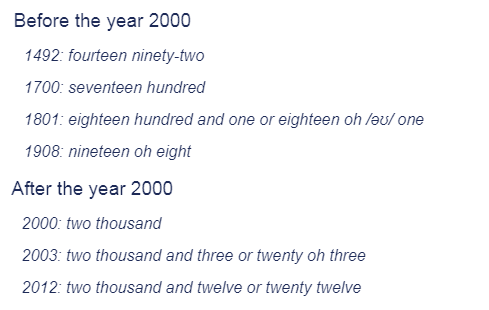 Before the year 2000
1492: fourteen ninety-two
1700: seventeen hundred
1801: eighteen hundred and one or eighteen oh /əʊ/ one
1908: nineteen oh eight
After the year 2000
2000: two thousand
2003: two thousand and three or twenty oh three
2012: two thousand and twelve or twenty twelve